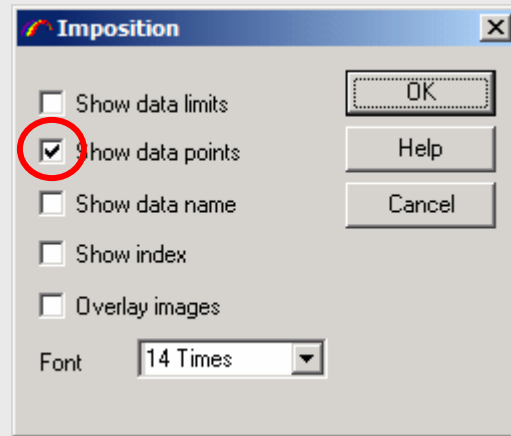 Imposition
Show data limits
OK
Show data points
Help
Show data name
Cancel
Show index
Overlay images
Font
14 Times